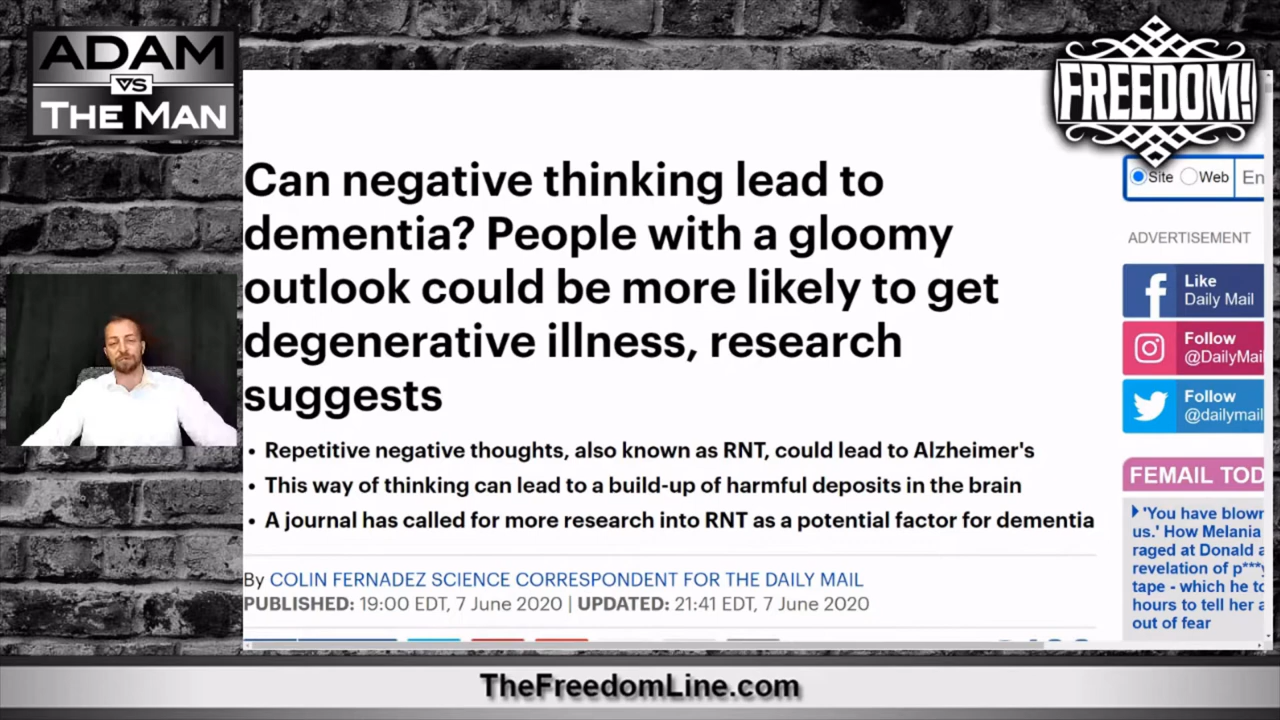 ADAM
VS
THE MAN
FREEDOM!
Can negative thinking lead to
dementia? People with a gloomy
outlook could be more likely to get
degenerative illness, research
suggests
• Repetitive negative thoughts, also known as RNT, could lead to Alzheimer's
• This way of thinking can lead to a build-up of harmful deposits in the brain
• A journal has called for more research into RNT as a potential factor for dementia
By COLIN FERNADEZ SCIENCE CORRESPONDENT FOR THE DAILY MAIL
PUBLISHED: 19:00 EDT, 7 June 2020 | UPDATED: 21:41 EDT, 7 June 2020
Site Web En
ADVERTISEMENT
Like
Daily Mail
Follow
@DailyMai
Follow
@dailymail
FEMAIL TOD
'You have blown
us.' How Melania
raged at Donald a
revelation of p***y
tape - which he to
hours to tell her a
out of fear
TheFreedomLine.com